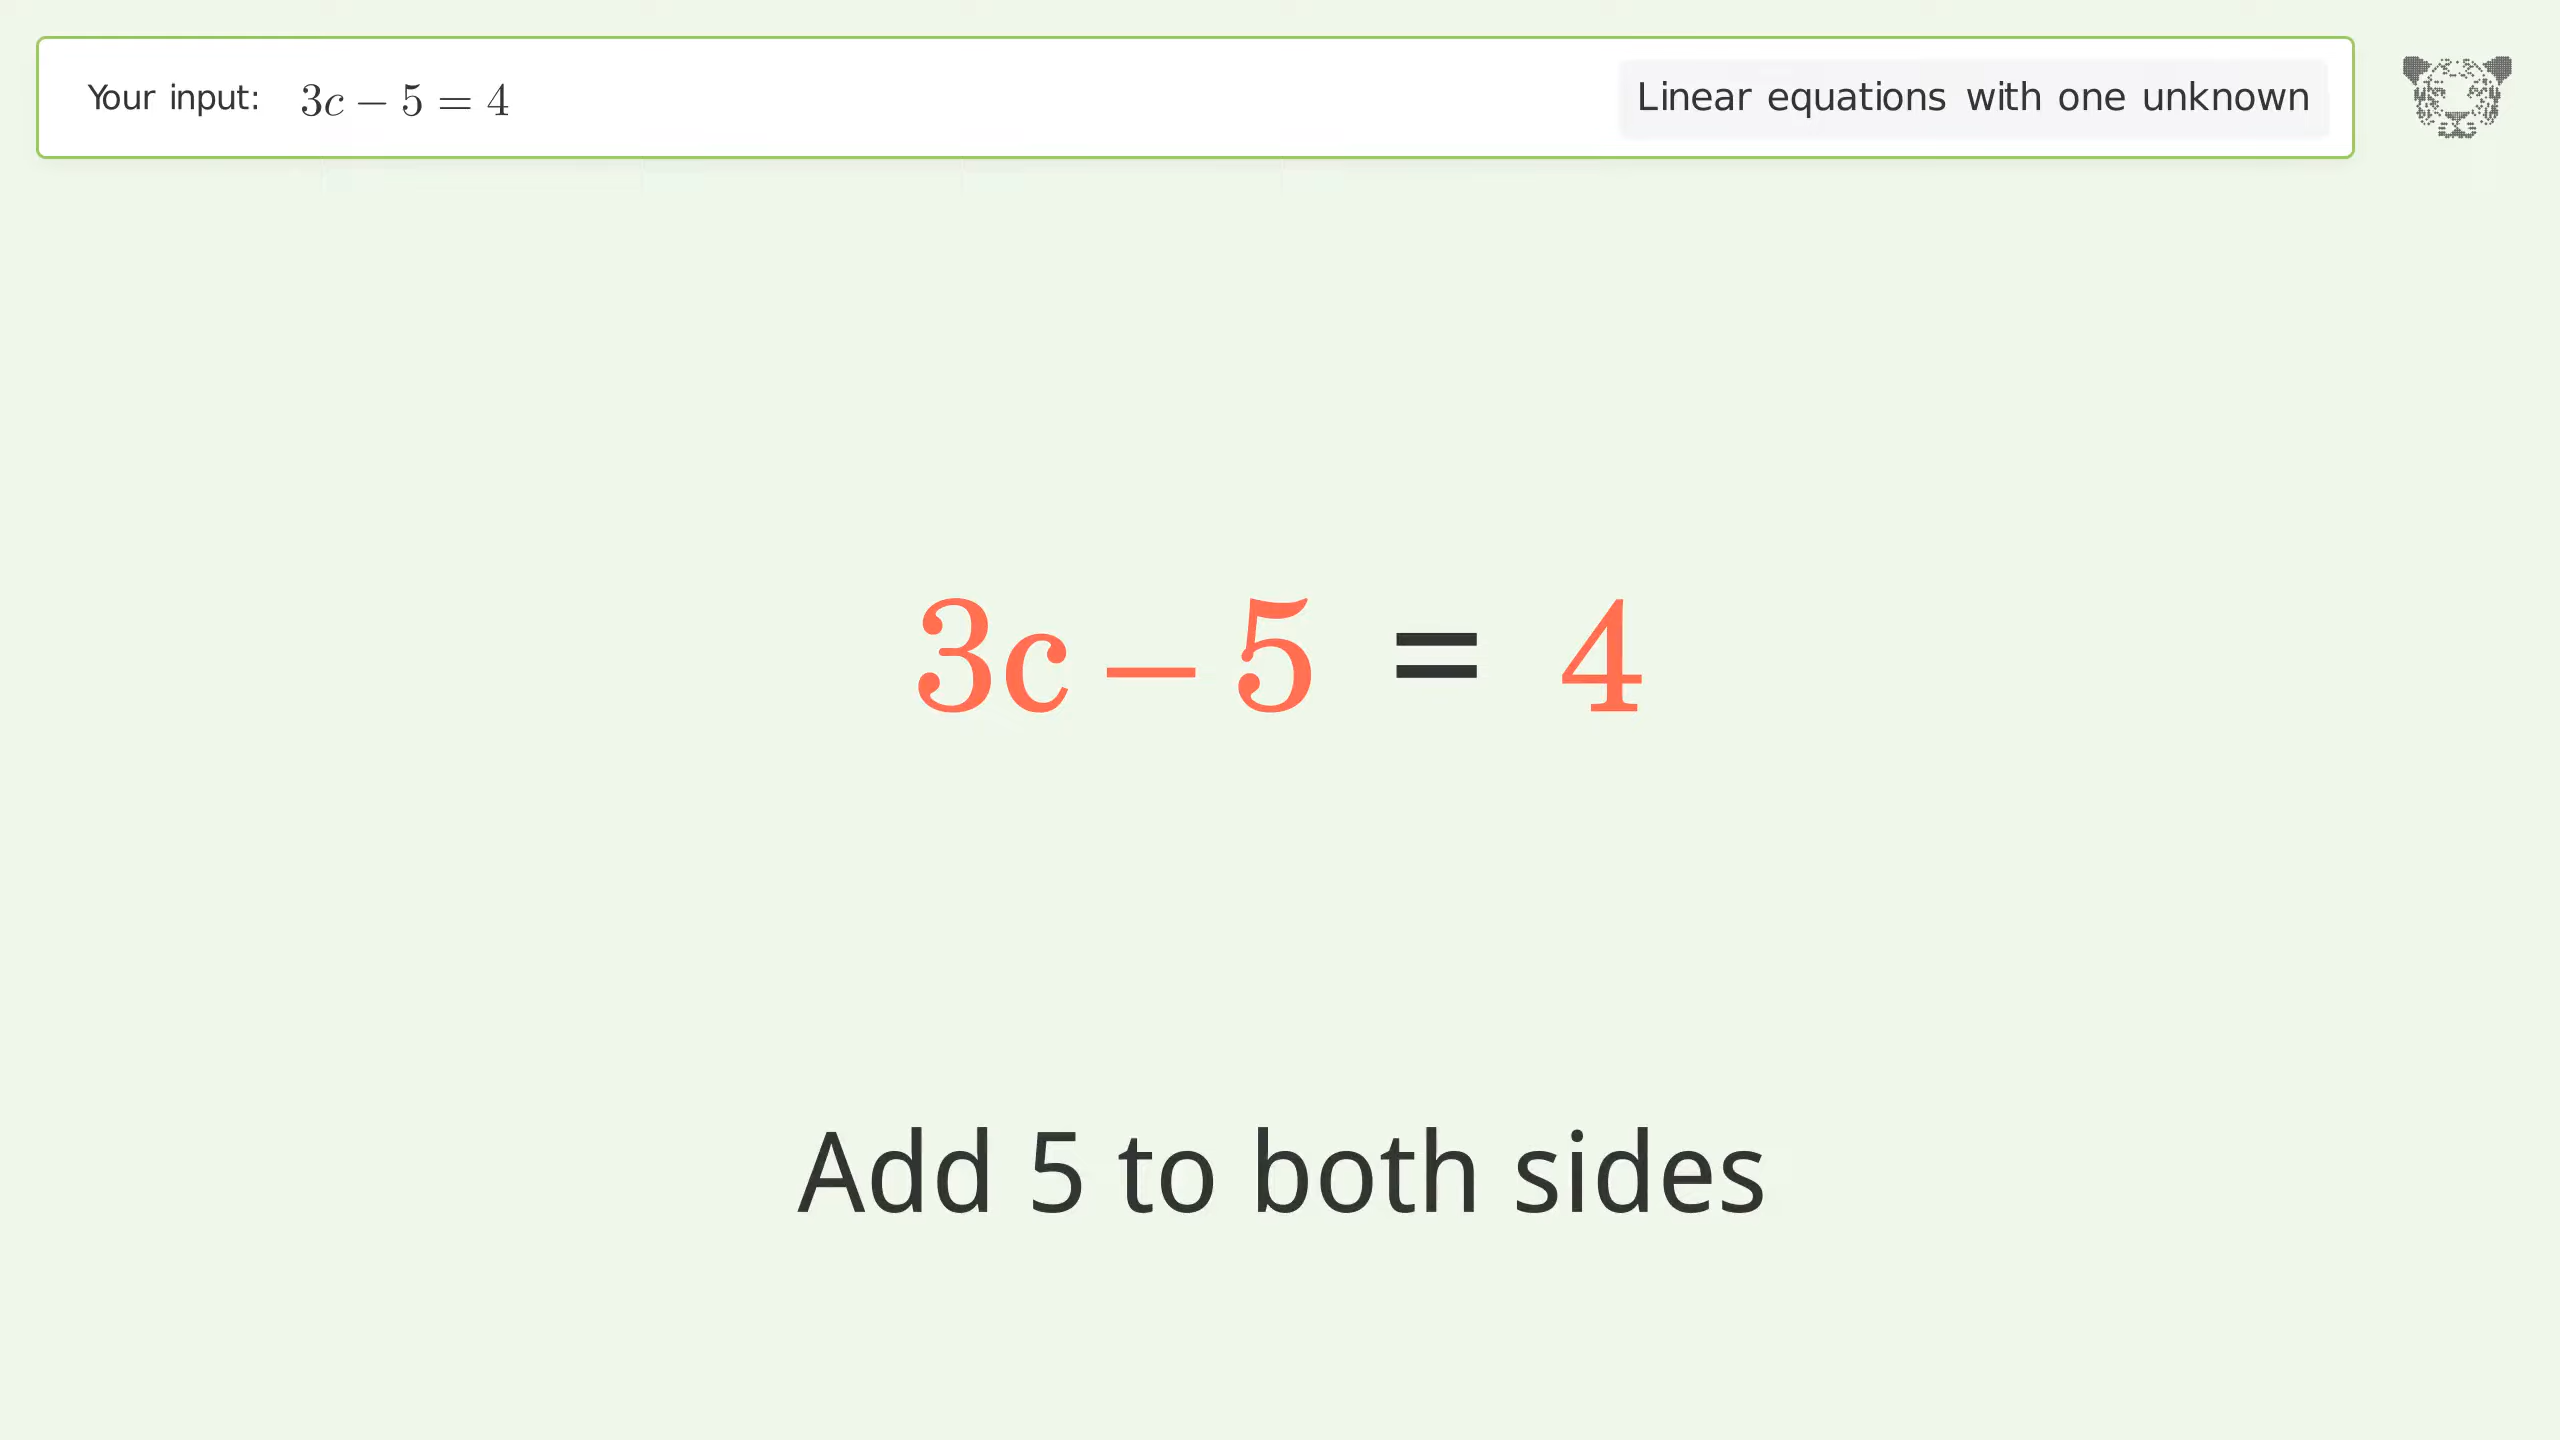 Your input: 3c − 5 = 4
Linear equations with one unknown
3c − 5 = 4
Add 5 to both sides